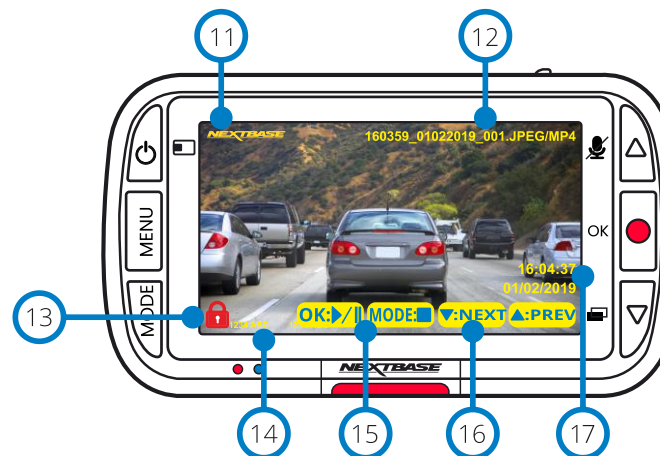 11
12
NEXTBASE
160359_01022019_001.JPEG/MP4
MENU
OK
16:04:37
01/02/2019
13
MODE
OK:▶/II MODE:■ ▼:NEXT ▲:PREV
NEXTBASE
14
15
16
17